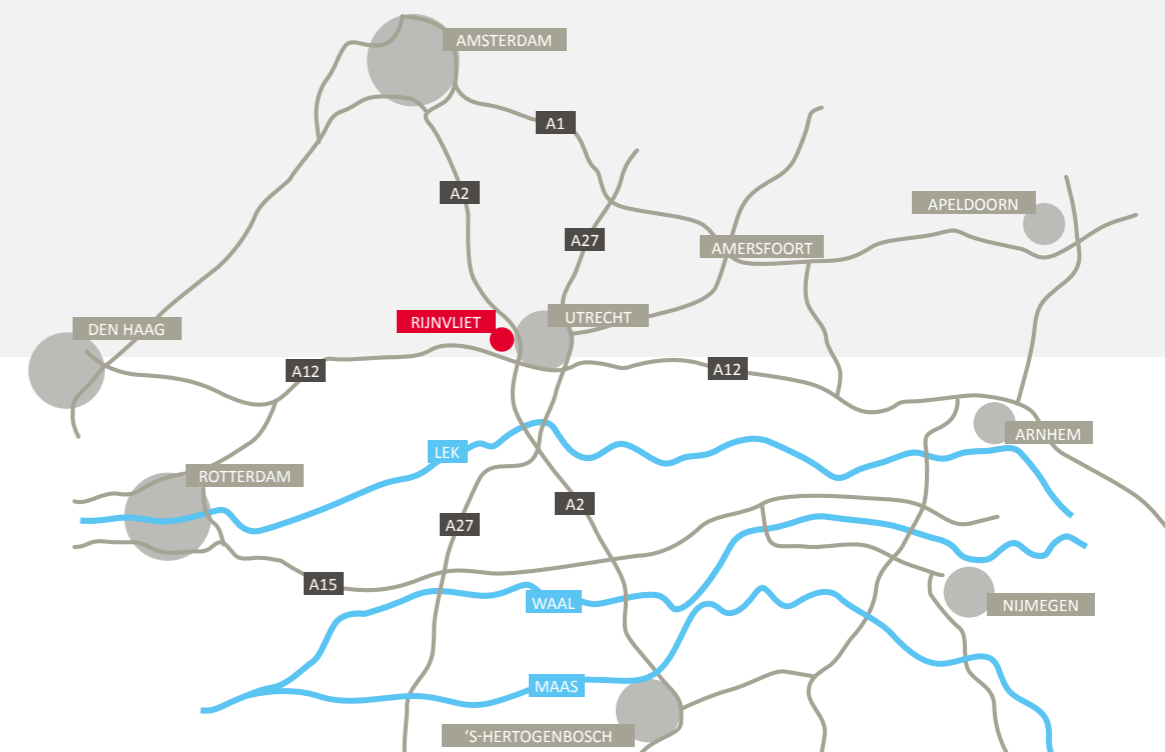 AMSTERDAM
A1
A2
APELDOORN
A27
AMERSFOORT
UTRECHT
RIJNVLIET
DEN HAAG
A12
A12
ARNHEM
LEK
ROTTERDAM
A2
A27
A15
WAAL
NIJMEGEN
MAAS
‘S-HERTOGENBOSCH